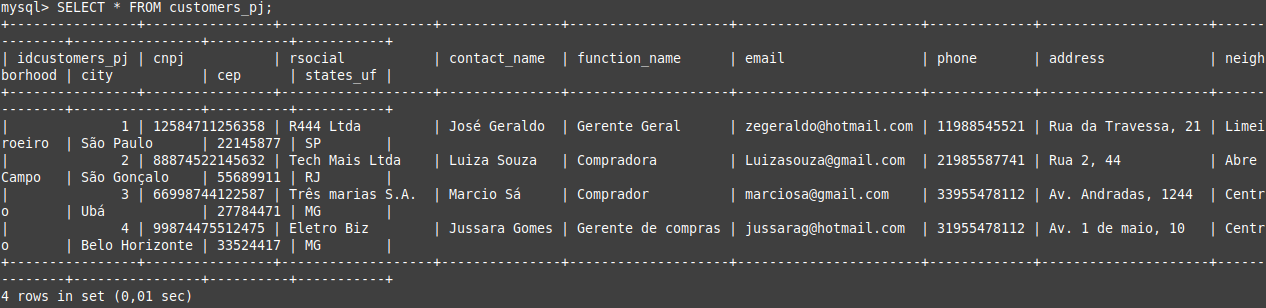 mysql> SELECT * FROM customers_pj;
+---------------+----------------+-------------------+---------------+-------------------+-----------------------+-------------+---------------------+------
--------+----------------+----------+-----------+
| idcustomers_pj | cnpj | rsocial | contact_name | function_name | email | phone | address | neigh
borhood | city | cep | states_uf |
+---------------+----------------+-------------------+---------------+-------------------+-----------------------+-------------+---------------------+------
--------+----------------+----------+-----------+
| 1 | 12584711256358 | R444 Ltda | José Geraldo | Gerente Geral | zegeraldo@hotmail.com | 11988545521 | Rua da Travessa, 21 | Limei
roeiro | São Paulo | 22145877 | SP |
| 2 | 88874522145632 | Tech Mais Ltda | Luiza Souza | Compradora | Luizasouza@gmail.com | 21985587741 | Rua 2, 44 | Abre
Campo | São Gonçalo | 55689911 | RJ |
| 3 | 66998744122587 | Três marias S.A. | Marcio Sá | Comprador | marciosa@gmail.com | 33955478112 | Av. Andradas, 1244 | Centr
o | Ubá | 27784471 | MG |
| 4 | 99874475512475 | Eletro Biz | Jussara Gomes | Gerente de compras | jussarag@hotmail.com | 31955478112 | Av. 1 de maio, 10 | Centr
o | Belo Horizonte | 33524417 | MG |
+---------------+----------------+-------------------+---------------+-------------------+-----------------------+-------------+---------------------+------
--------+----------------+----------+-----------+
4 rows in set (0,01 sec)